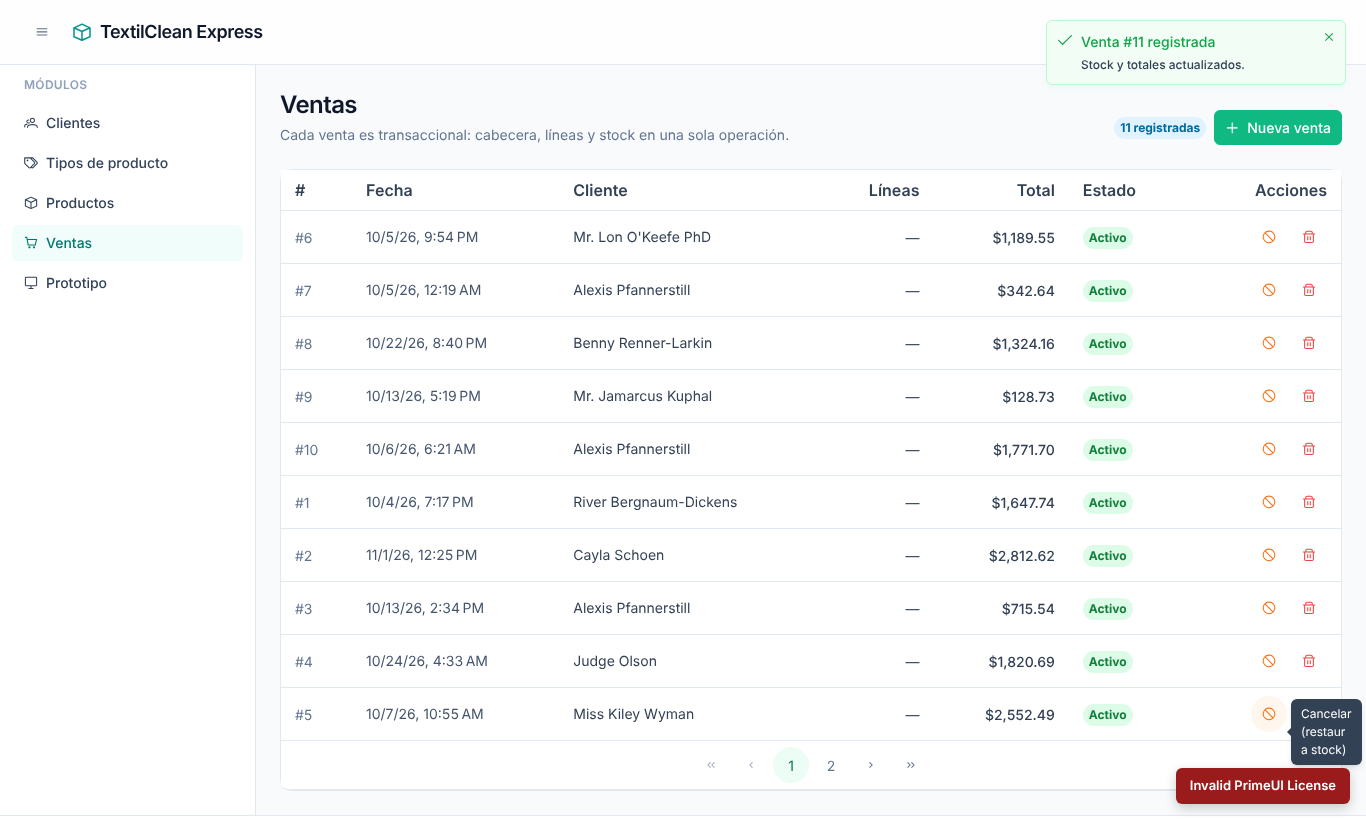 TextilClean Express
Venta #11 registrada
Stock y totales actualizados.
MÓDULOS
Clientes
Tipos de producto
Productos
Ventas
Prototipo
Ventas
Cada venta es transaccional: cabecera, líneas y stock en una sola operación.
11 registradas
Nueva venta
# Fecha Cliente Líneas Total Estado Acciones
#6 10/5/26, 9:54 PM Mr. Lon O'Keefe PhD — $1,189.55 Activo
#7 10/5/26, 12:19 AM Alexis Pfannerstill — $342.64 Activo
#8 10/22/26, 8:40 PM Benny Renner-Larkin — $1,324.16 Activo
#9 10/13/26, 5:19 PM Mr. Jamarcus Kuphal — $128.73 Activo
#10 10/6/26, 6:21 AM Alexis Pfannerstill — $1,771.70 Activo
#1 10/4/26, 7:17 PM River Bergnaum-Dickens — $1,647.74 Activo
#2 11/1/26, 12:25 PM Cayla Schoen — $2,812.62 Activo
#3 10/13/26, 2:34 PM Alexis Pfannerstill — $715.54 Activo
#4 10/24/26, 4:33 AM Judge Olson — $1,820.69 Activo
#5 10/7/26, 10:55 AM Miss Kiley Wyman — $2,552.49 Activo
Cancelar
(restaur
a stock)
« ‹ 1 2 › »
Invalid PrimeUI License